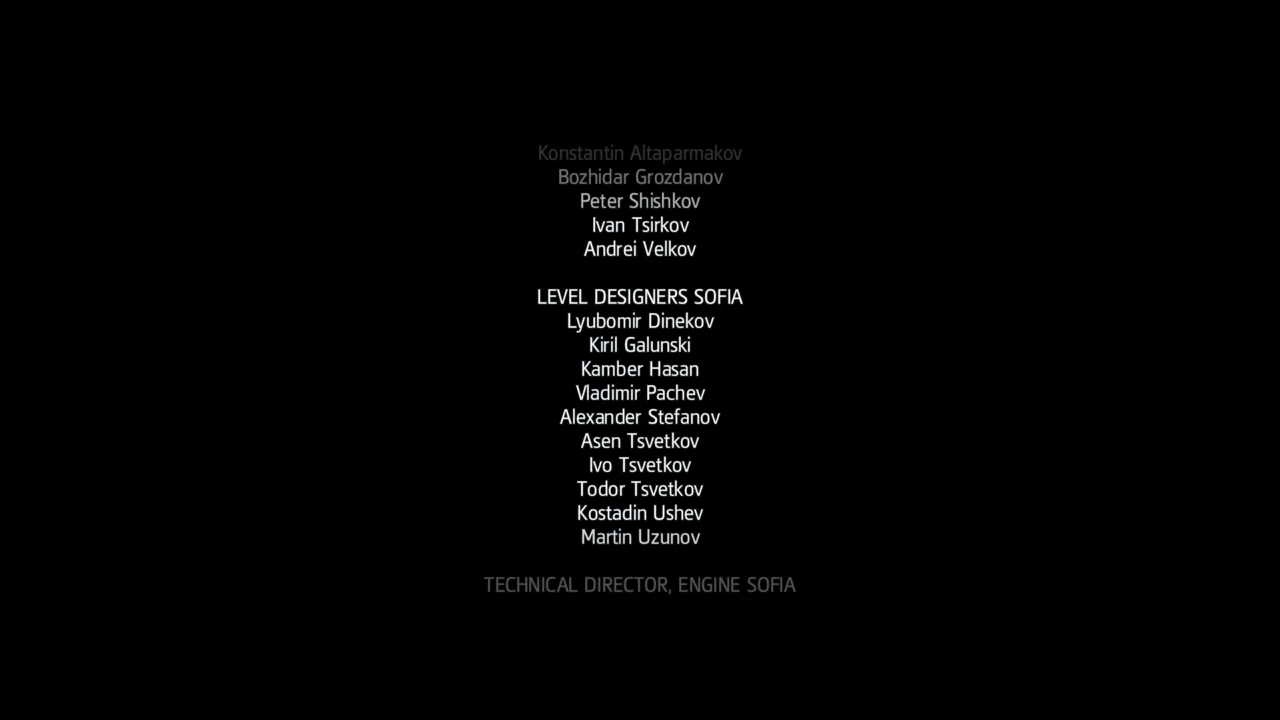 Konstantin Altaparmakov
Bozhidar Grozdanov
Peter Shishkov
Ivan Tsirkov
Andrei Velkov
LEVEL DESIGNERS SOFIA
Lyubomir Dinekov
Kiril Galunski
Kamber Hasan
Vladimir Pachev
Alexander Stefanov
Asen Tsvetkov
Ivo Tsvetkov
Todor Tsvetkov
Kostadin Ushev
Martin Uzunov
TECHNICAL DIRECTOR, ENGINE SOFIA